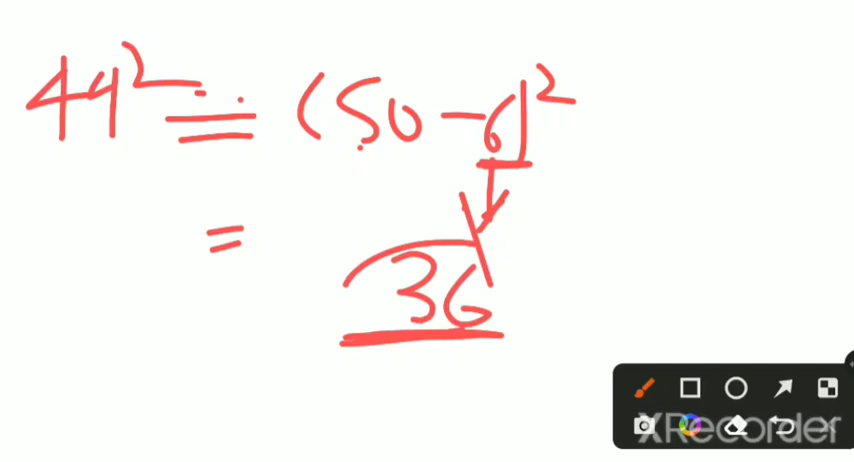 44² = (50-6)²
= 36
XRecorder